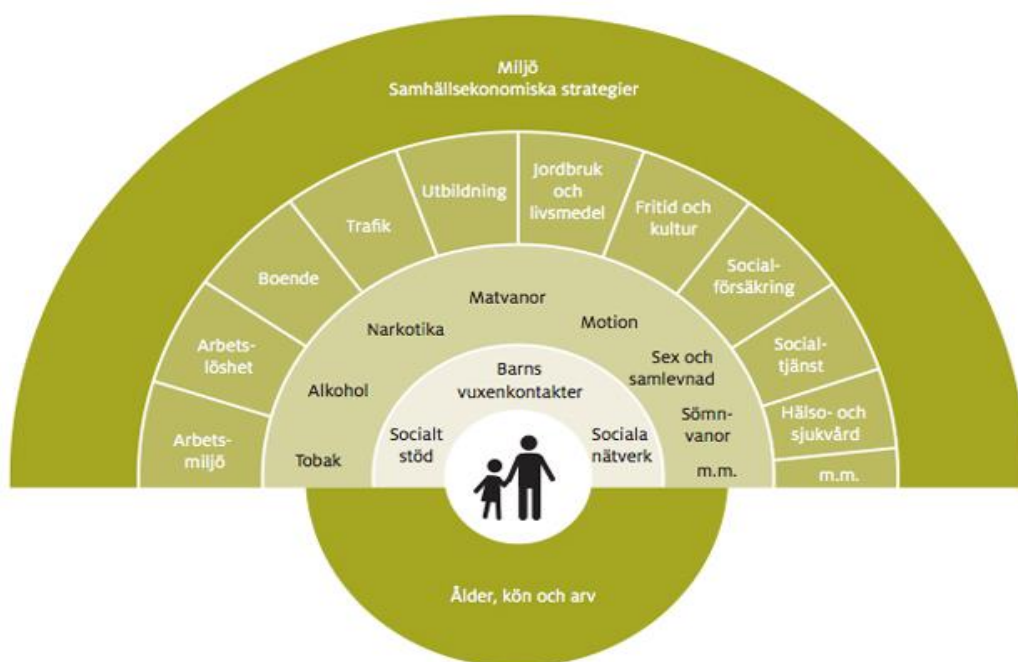 Miljö
Samhällsekonomiska strategier
Arbets-
miljö
Arbets-
löshet
Boende
Trafik
Utbildning
Jordbruk
och
livsmedel
Fritid och
kultur
Social-
försäkring
Social-
tjänst
Hälso- och
sjukvård
m.m.
Tobak
Alkohol
Narkotika
Matvanor
Motion
Sex och
samlevnad
Sömn-
vanor
m.m.
Socialt
stöd
Barns
vuxenkontakter
Sociala
nätverk
Ålder, kön och arv